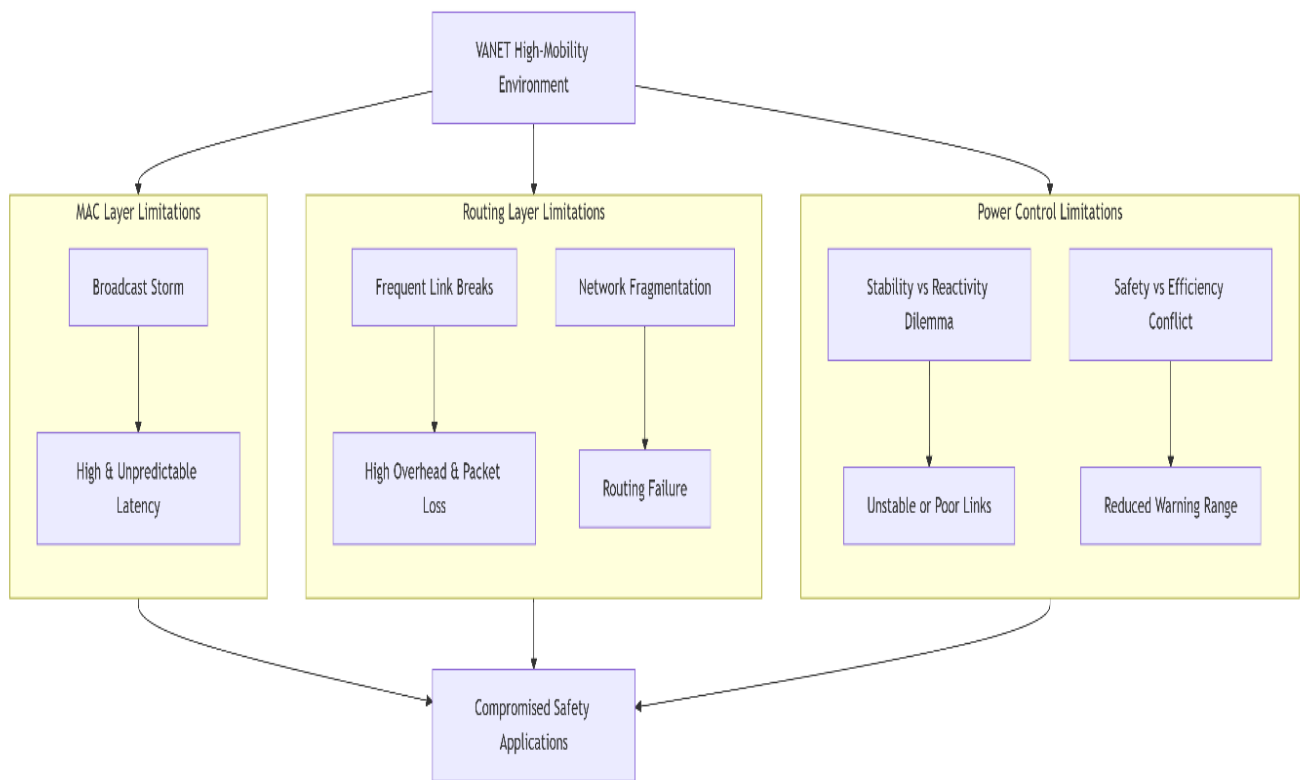 VANET High-Mobility
Environment
MAC Layer Limitations
Broadcast Storm
High & Unpredictable
Latency
Routing Layer Limitations
Frequent Link Breaks
Network Fragmentation
High Overhead & Packet
Loss
Routing Failure
Power Control Limitations
Stability vs Reactivity
Dilemma
Safety vs Efficiency
Conflict
Unstable or Poor Links
Reduced Warning Range
Compromised Safety
Applications